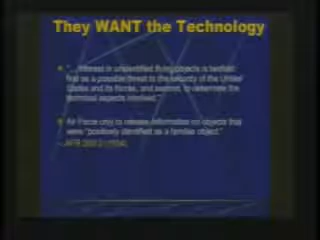 They WANT the Technology
"... Interest in unidentified flying objects is twofold:
first as a possible threat to the security of the United
States and its forces, and second, to determine the
technical aspects involved."
Air Force only to release information on objects that
were "positively identified as a familiar object."